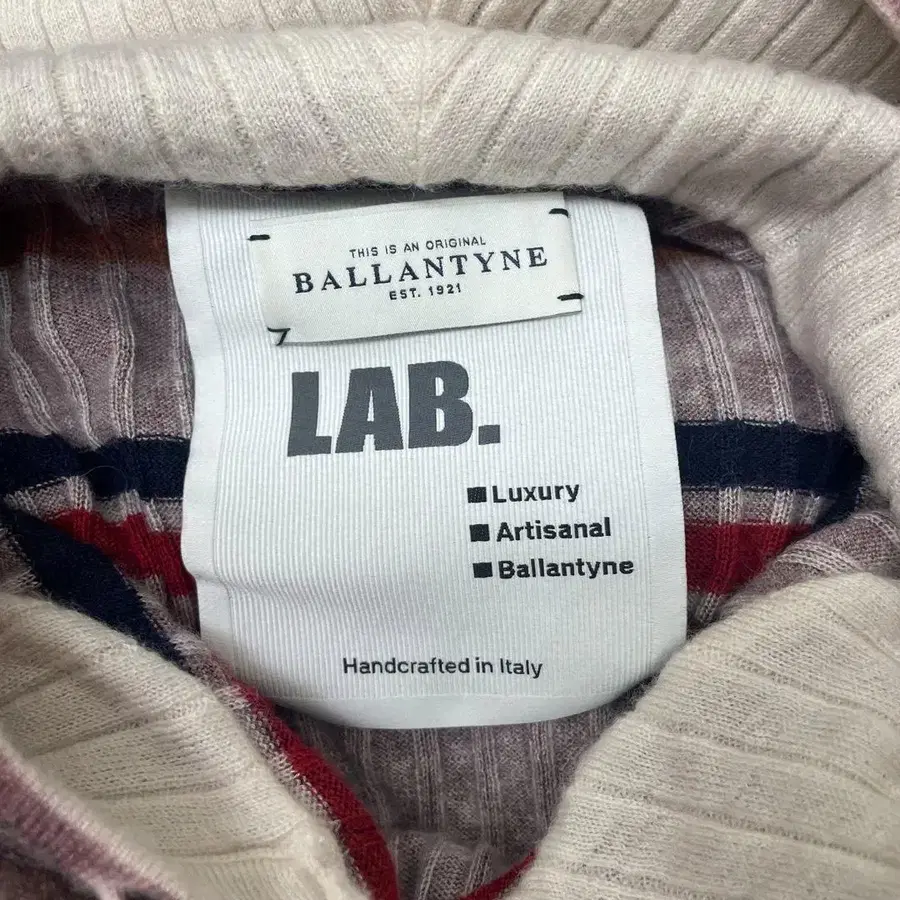 THIS IS AN ORIGINAL
BALLANTYNE
EST. 1921
LAB.
Luxury
Artisanal
Ballantyne
Handcrafted in Italy